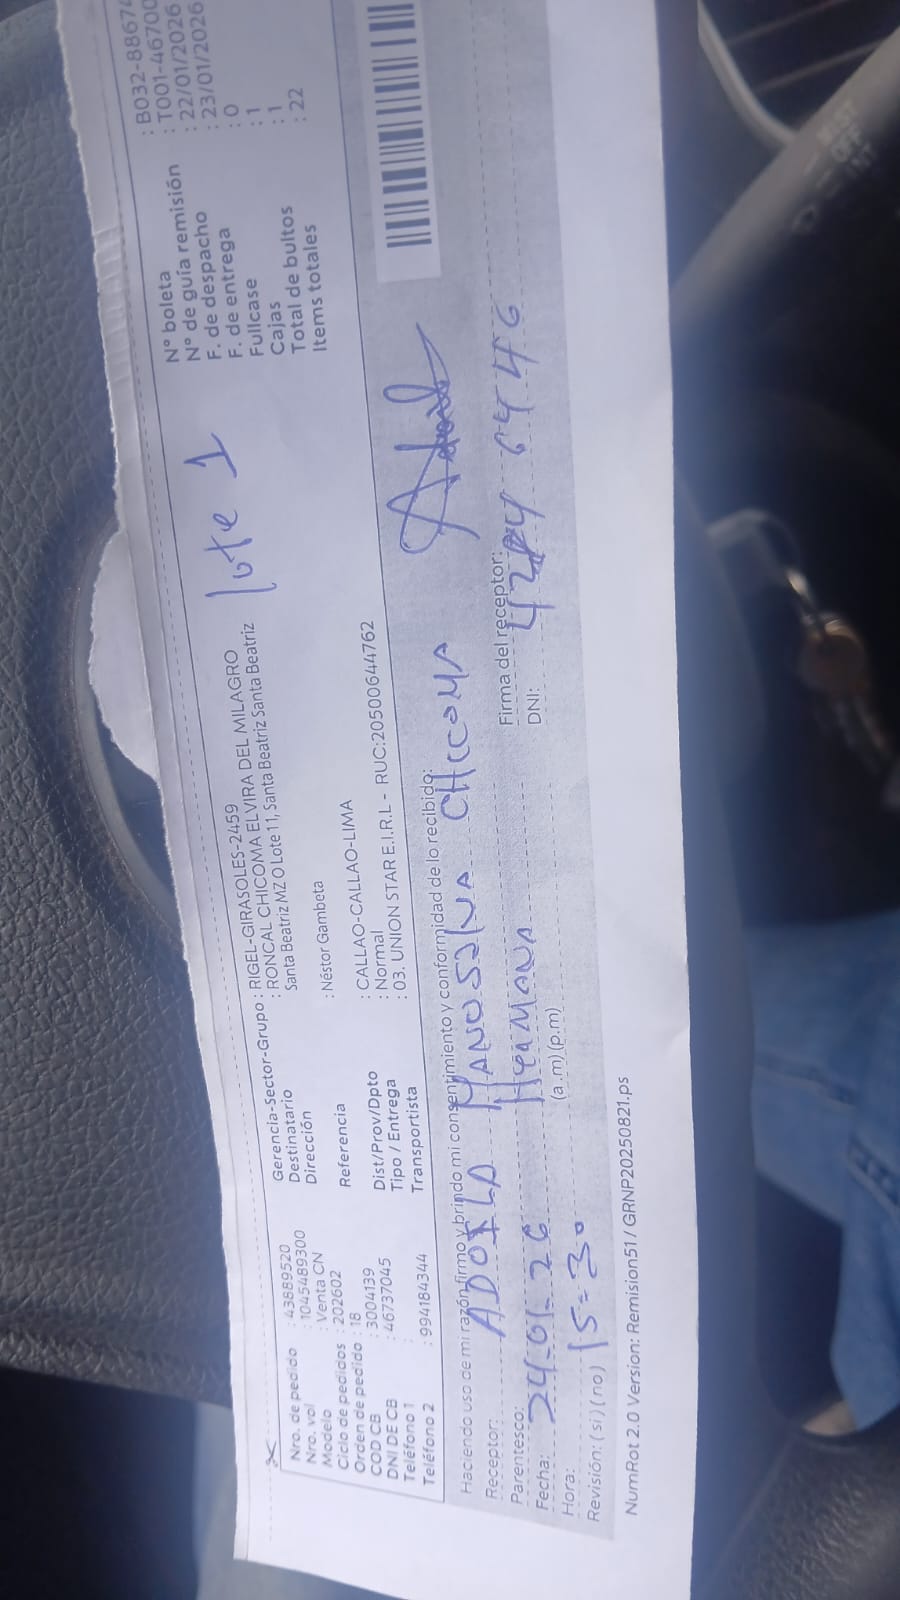 Nro. de pedido : 43889520
Nro. vol : 1045489300
Modelo : Venta CN
Ciclo de pedidos : 202602
Orden de pedido : 18
COD CB : 3004139
DNI DE CB : 46737045
Teléfono 1 :
Teléfono 2 : 994184344
Gerencia-Sector-Grupo : RIGEL-GIRASOLES-2459
Destinatario : RONCAL CHICOMA ELVIRA DEL MILAGRO
Dirección Santa Beatriz MZ O Lote 11, Santa Beatriz Santa Beatriz
Referencia : Néstor Gambeta
Dist/Prov/Dpto : CALLAO-CALLAO-LIMA
Tipo / Entrega : Normal
Transportista : 03. UNION STAR E.I.R.L - RUC:20500644762
lote 1
N° boleta : B032-88674
N° de guía remisión : T001-46700
F. de despacho : 22/01/2026
F. de entrega : 23/01/2026
Fullcase : 0
Cajas : 1
Total de bultos : 1
Items totales : 22
Haciendo uso de mi razón, firmo y brindo mi consentimiento y conformidad de lo recibido:
Receptor:
Parentesco: HerMANA
Fecha: 24.01.26
Hora: 15=30 (a.m) (p.m)
Revisión: (si) (no)
Firma del receptor:
DNI:
NumRot 2.0 Version: Remision51 / GRNP20250821.ps